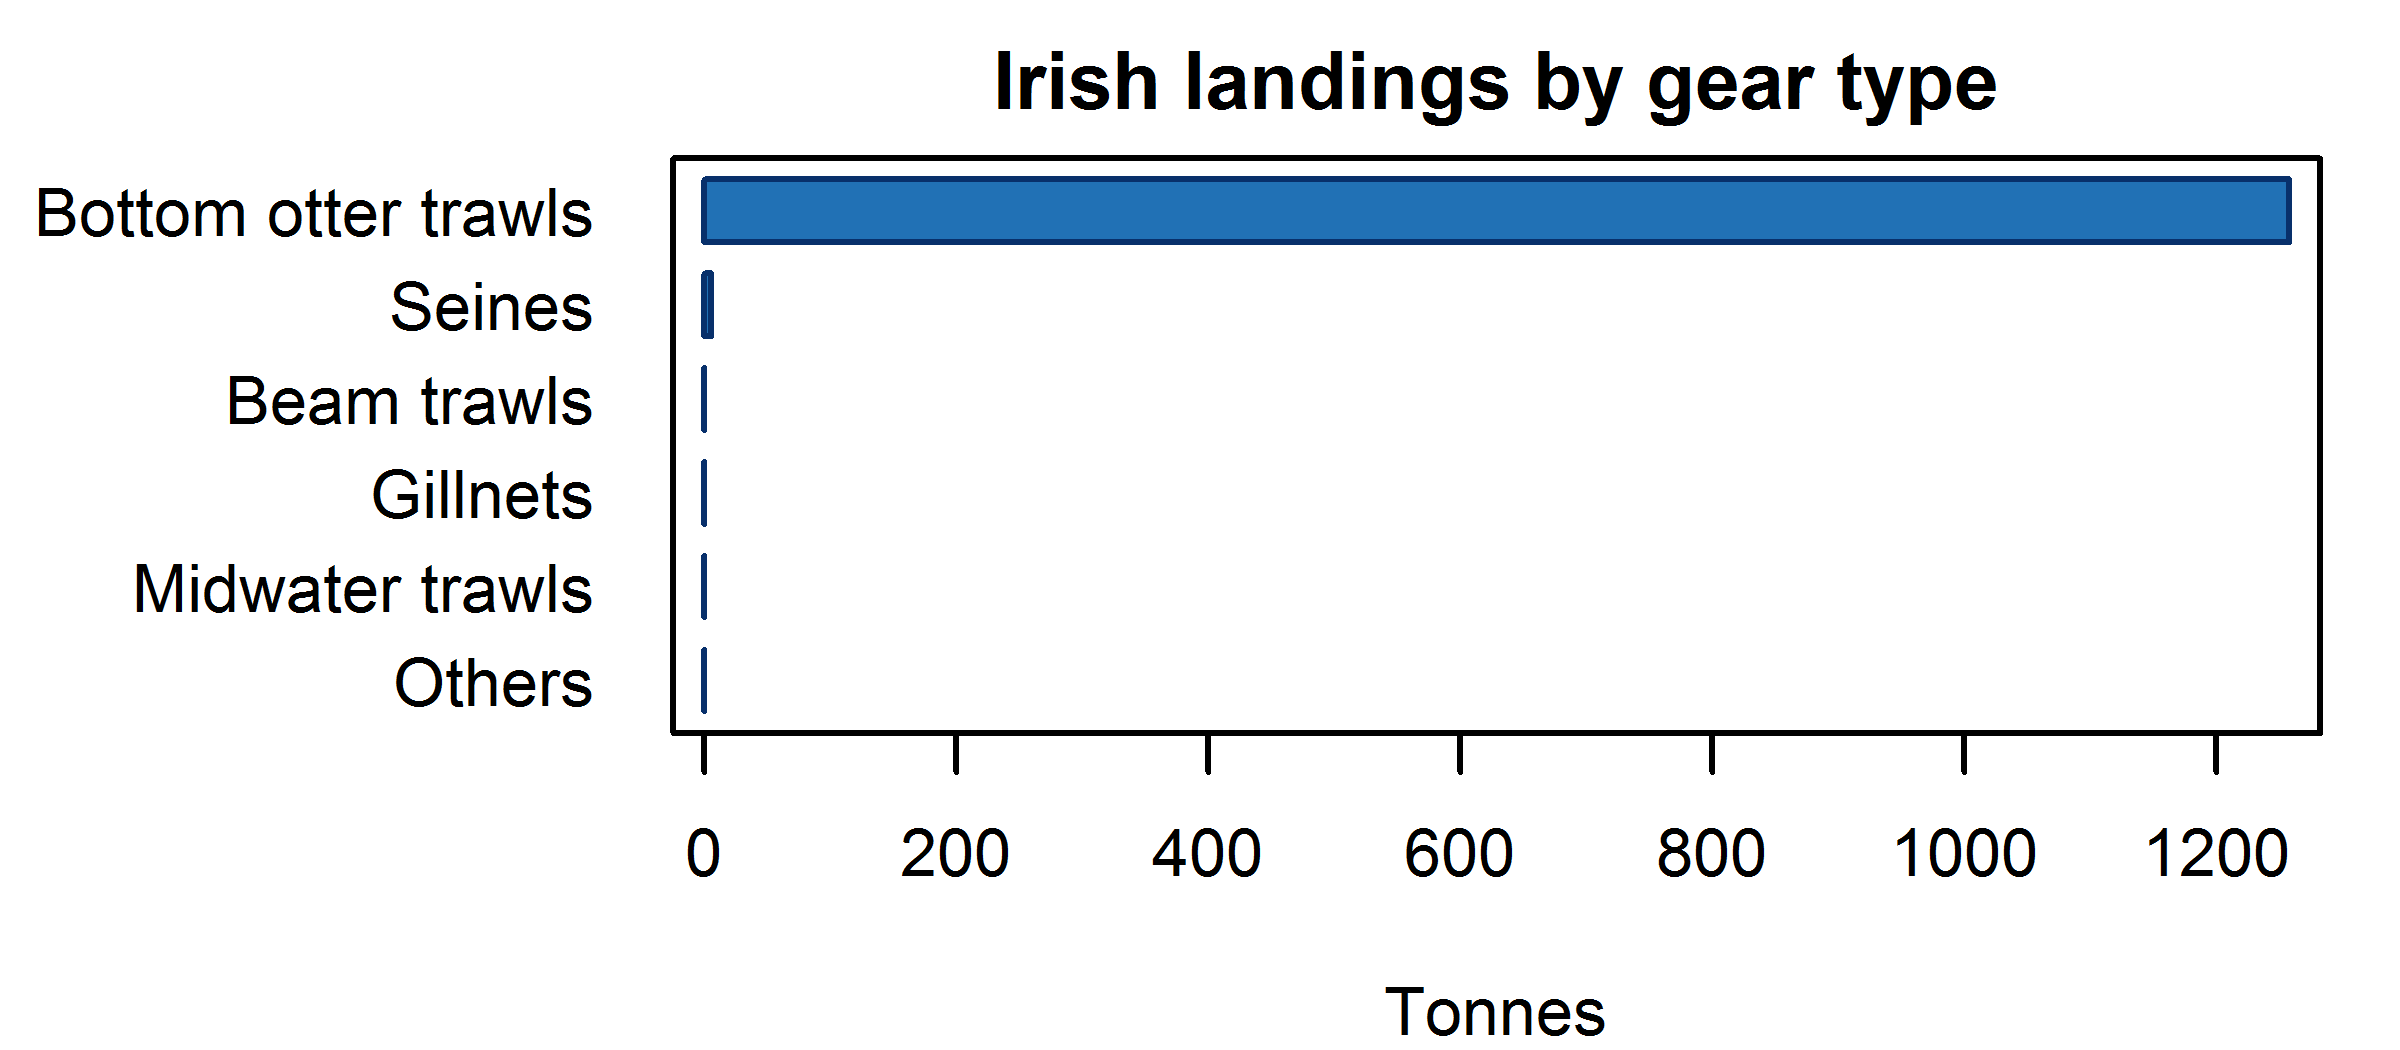 Irish landings by gear type
Bottom otter trawls
Seines
Beam trawls
Gillnets
Midwater trawls
Others
0 200 400 600 800 1000 1200
Tonnes